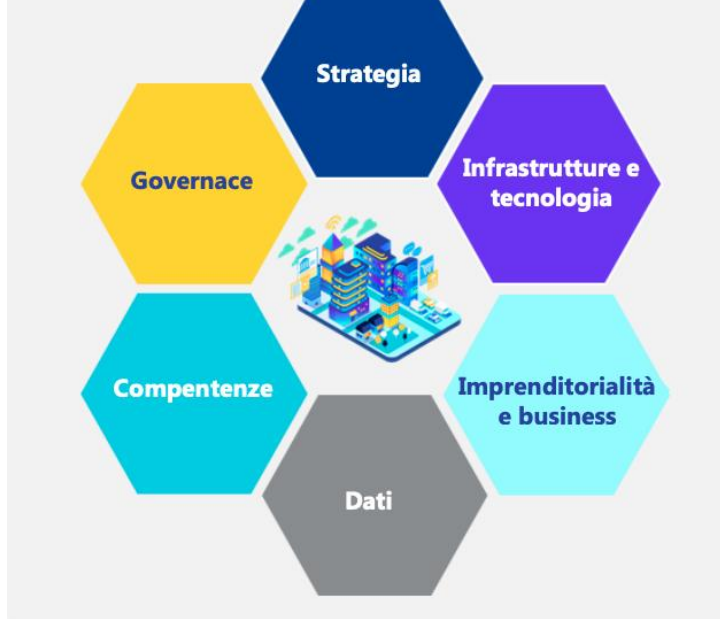 Strategia
Infrastrutture e
tecnologia
Governace
Compentenze
Imprenditorialità
e business
Dati